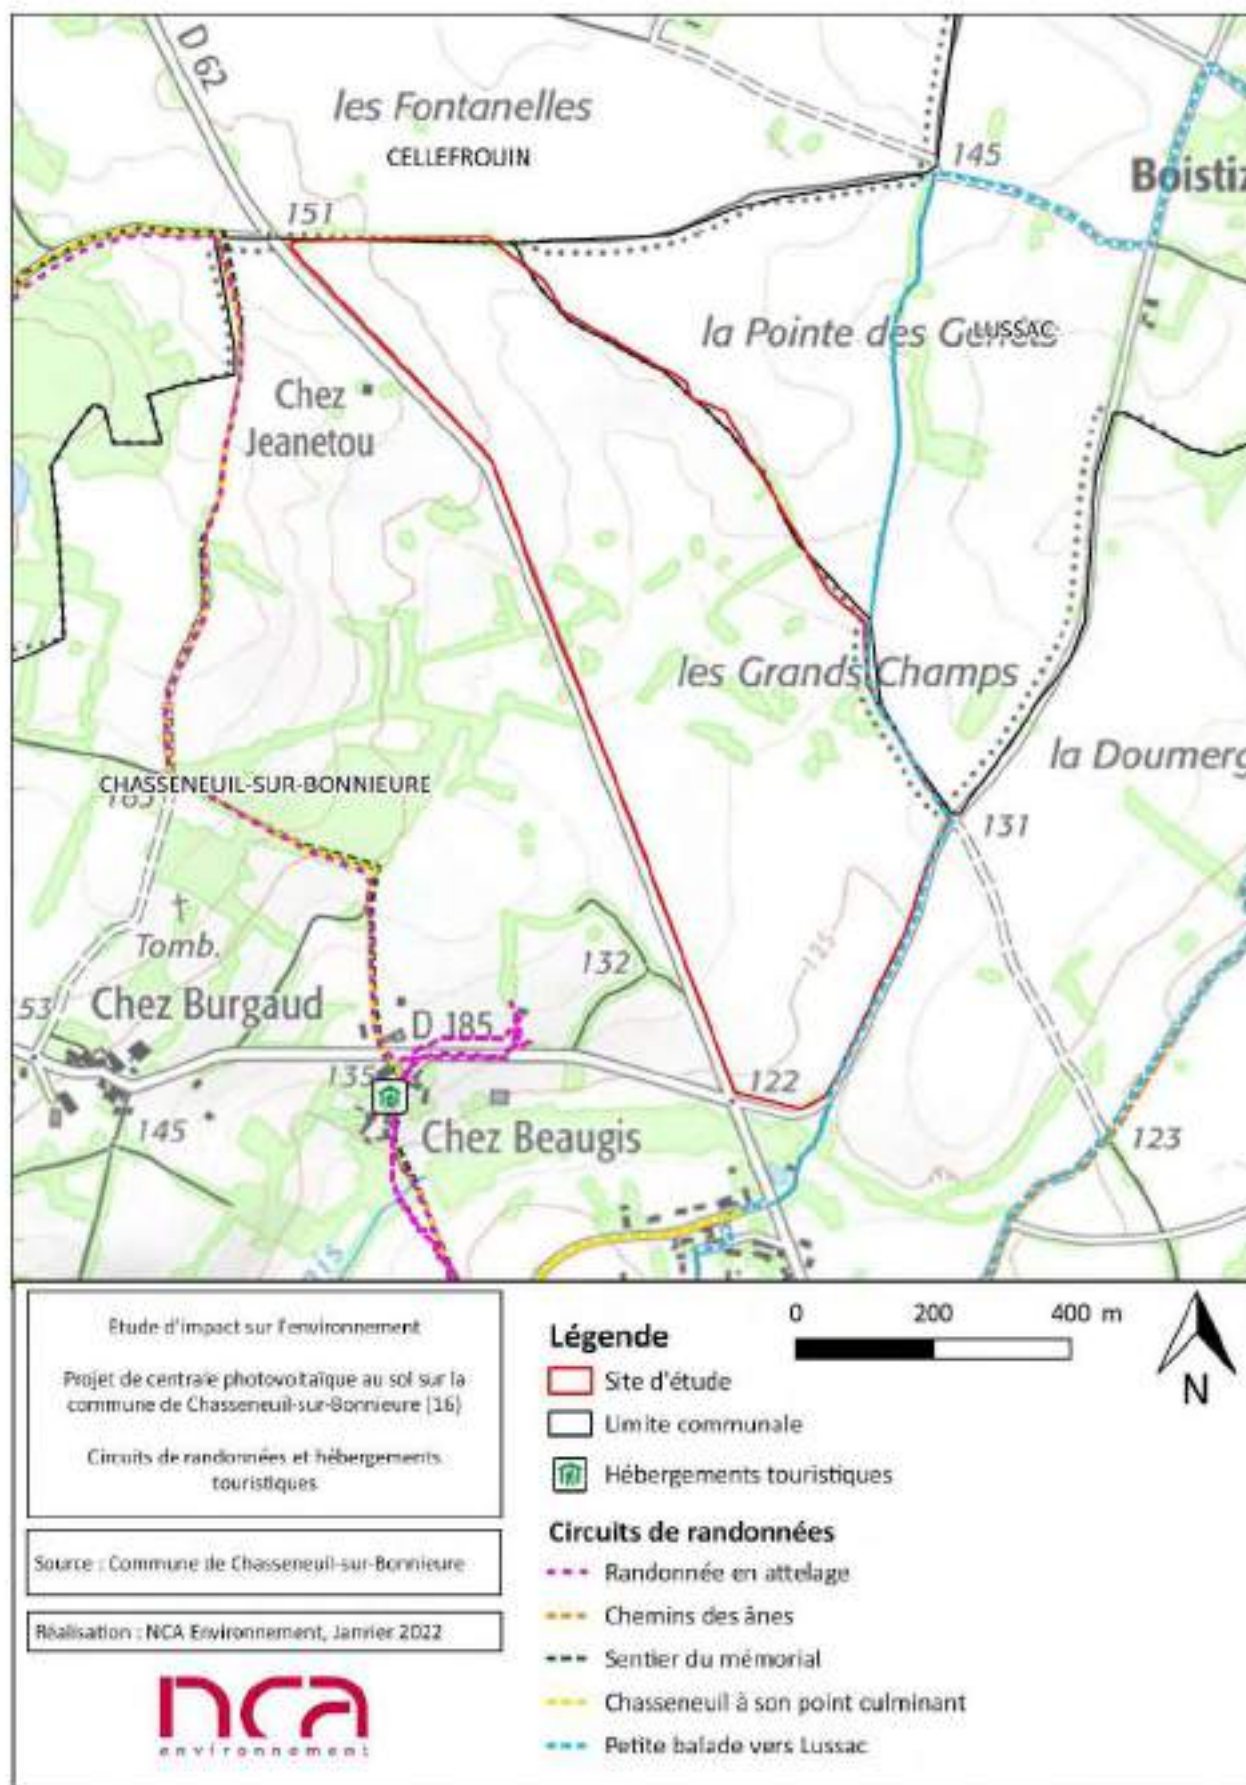 D 62
les Fontanelles
CELLEFROUIN
145
Boistiz
151
la Pointe des Genêts
LUSSAC
Chez
Jeanetou
les Grands Champs
la Doumerg
CHASSENEUIL-SUR-BONNIEURE
131
135
Tomb.
132
153
Chez Burgaud
D 185
135
122
145
Chez Beaugis
123
115
Etude d'impact sur l'environnement
Projet de centrale photovoltaïque au sol sur la
commune de Chasseneuil-sur-Bonnieure (16)
Circuits de randonnées et hébergements
touristiques
Source : Commune de Chasseneuil-sur-Bonnieure
Réalisation : NCA Environnement, Janvier 2022
nca
environnement
Légende
Site d'étude
Limite communale
Hébergements touristiques
Circuits de randonnées
Randonnée en attelage
Chemins des ânes
Sentier du mémorial
Chasseneuil à son point culminant
Petite balade vers Lussac
0 200 400 m
N